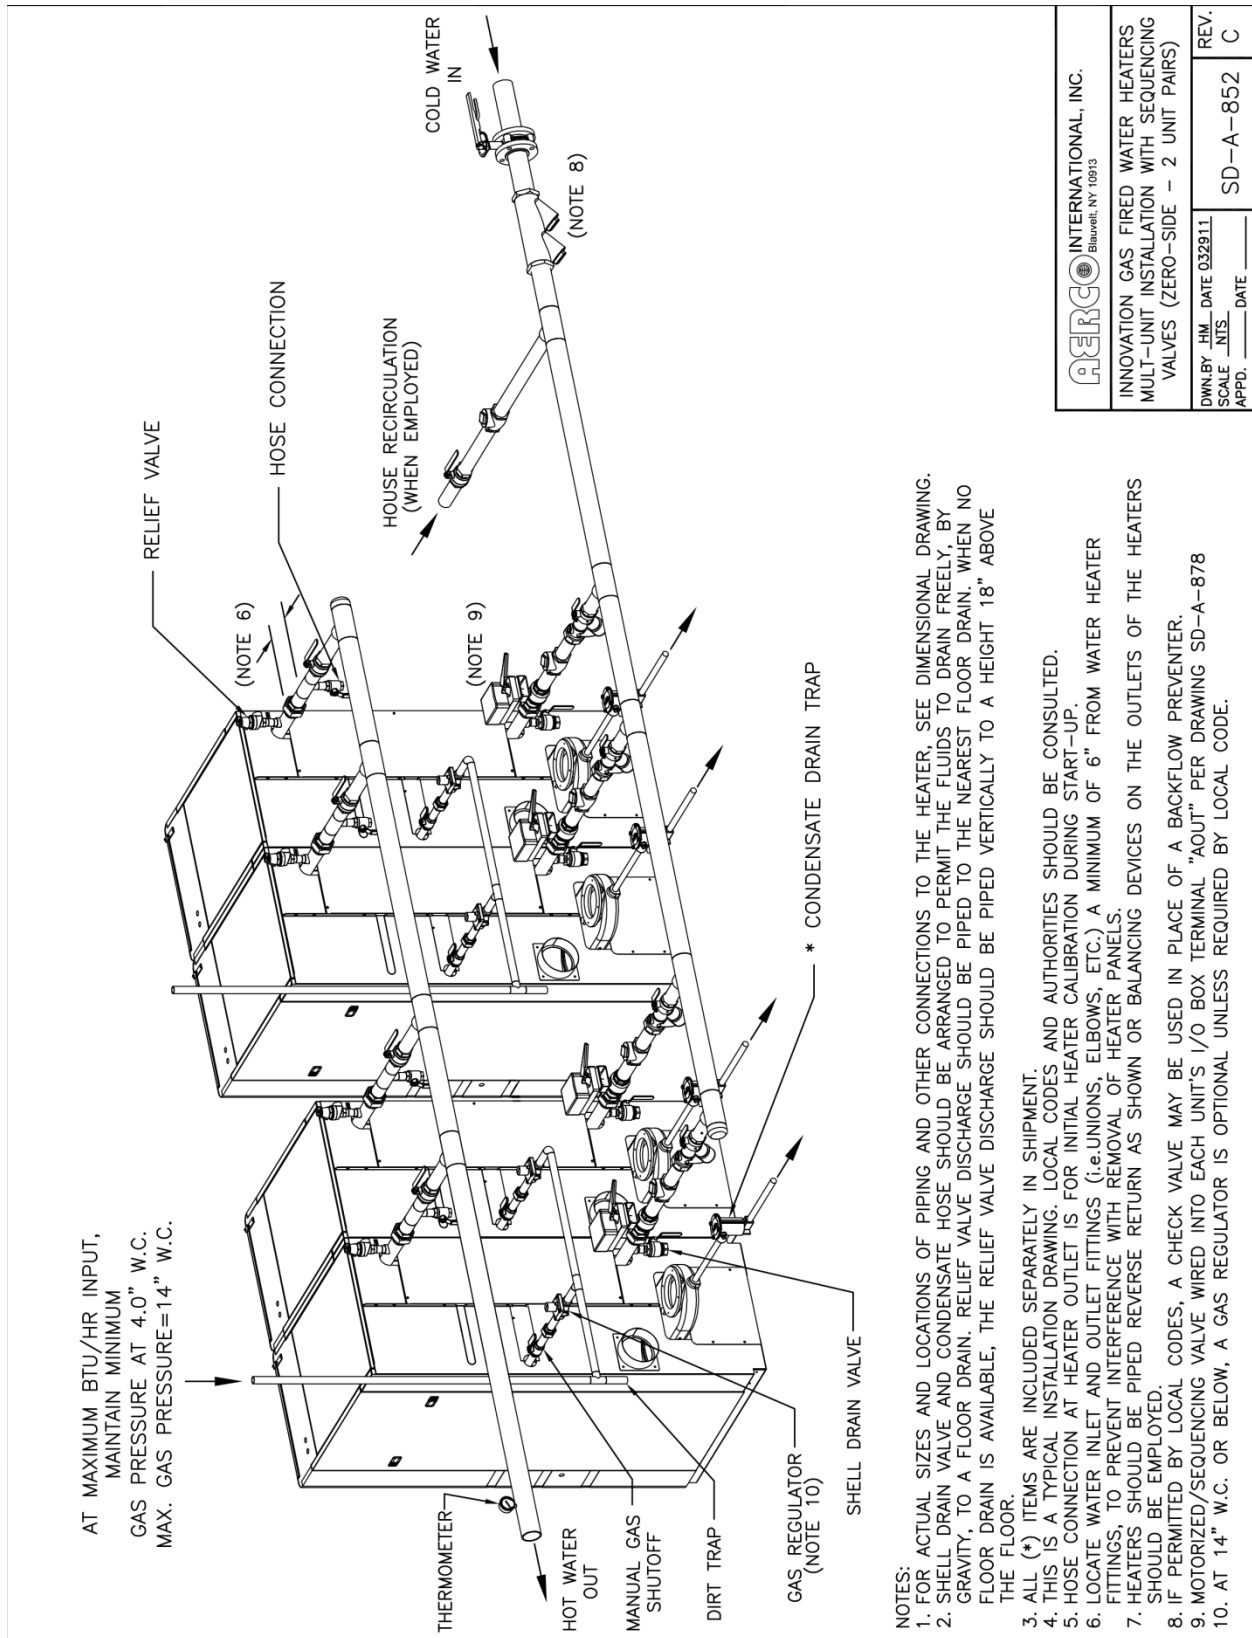 AT MAXIMUM BTU/HR INPUT,
MAINTAIN MINIMUM
GAS PRESSURE AT 4.0" W.C.
MAX. GAS PRESSURE=14" W.C.
RELIEF VALVE
HOSE CONNECTION
(NOTE 6)
COLD WATER
IN
HOUSE RECIRCULATION
(WHEN EMPLOYED)
(NOTE 8)
(NOTE 9)
* CONDENSATE DRAIN TRAP
THERMOMETER
HOT WATER
OUT
MANUAL GAS
SHUTOFF
DIRT TRAP
GAS REGULATOR
(NOTE 10)
SHELL DRAIN VALVE
NOTES:
1. FOR ACTUAL SIZES AND LOCATIONS OF PIPING AND OTHER CONNECTIONS TO THE HEATER, SEE DIMENSIONAL DRAWING.
2. SHELL DRAIN VALVE AND CONDENSATE HOSE SHOULD BE ARRANGED TO PERMIT THE FLUIDS TO DRAIN FREELY, BY
GRAVITY, TO A FLOOR DRAIN. RELIEF VALVE DISCHARGE SHOULD BE PIPED TO THE NEAREST FLOOR DRAIN. WHEN NO
FLOOR DRAIN IS AVAILABLE, THE RELIEF VALVE DISCHARGE SHOULD BE PIPED VERTICALLY TO A HEIGHT 18" ABOVE
THE FLOOR.
3. ALL (*) ITEMS ARE INCLUDED SEPARATELY IN SHIPMENT.
4. THIS IS A TYPICAL INSTALLATION DRAWING. LOCAL CODES AND AUTHORITIES SHOULD BE CONSULTED.
5. HOSE CONNECTION AT HEATER OUTLET IS FOR INITIAL HEATER CALIBRATION DURING START-UP.
6. LOCATE WATER INLET AND OUTLET FITTINGS (i.e.UNIONS, ELBOWS, ETC.) A MINIMUM OF 6" FROM WATER HEATER
FITTINGS, TO PREVENT INTERFERENCE WITH REMOVAL OF HEATER PANELS.
7. HEATERS SHOULD BE PIPED REVERSE RETURN AS SHOWN OR BALANCING DEVICES ON THE OUTLETS OF THE HEATERS
SHOULD BE EMPLOYED.
8. IF PERMITTED BY LOCAL CODES, A CHECK VALVE MAY BE USED IN PLACE OF A BACKFLOW PREVENTER.
9. MOTORIZED/SEQUENCING VALVE WIRED INTO EACH UNIT'S I/O BOX TERMINAL "AOUT" PER DRAWING SD-A-878
10. AT 14" W.C. OR BELOW, A GAS REGULATOR IS OPTIONAL UNLESS REQUIRED BY LOCAL CODE.
AERCO INTERNATIONAL, INC.
Blauvelt, NY 10913
INNOVATION GAS FIRED WATER HEATERS
MULT-UNIT INSTALLATION WITH SEQUENCING
VALVES (ZERO-SIDE - 2 UNIT PAIRS)
DWN.BY HM DATE 032911
SCALE NTS
APPD. DATE
SD-A-852
REV.
C